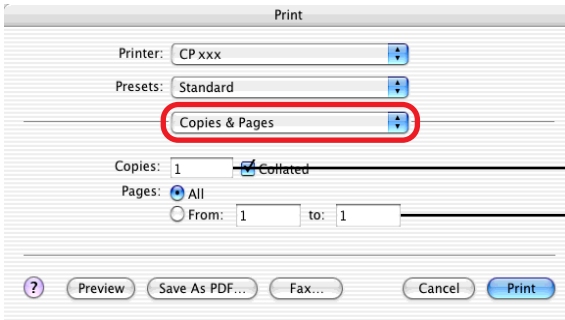 Print
Printer: CP xxx
Presets: Standard
Copies & Pages
Copies: 1 Collated
Pages: All
From: 1 to: 1
? Preview Save As PDF... Fax... Cancel Print